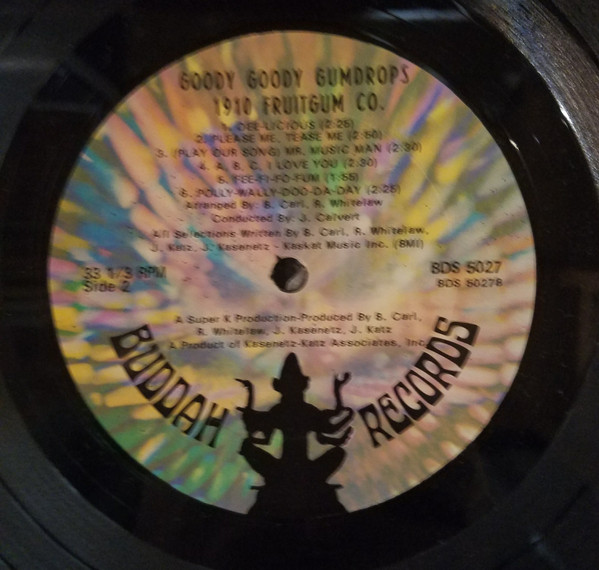 GOODY GOODY GUMDROPS
1910 FRUITGUM CO.
1. DEE-LICIOUS (2:25)
2. PLEASE ME, TEASE ME (2:50)
3. (PLAY OUR SONG) MR. MUSIC MAN (2:30)
4. A, B, C, I LOVE YOU (2:30)
5. FEE-FI-FO-FUM (1:55)
6. POLLY-WALLY-DOO-DA-DAY (2:25)
Arranged By: B. Carl, R. Whitelaw
Conducted By: J. Calvert
All Selections Written By B. Carl, R. Whitelaw,
J. Katz, J. Kasenetz - Kaskat Music Inc. (BMI)
33 1/3 RPM
Side 2
BDS 5027
BDS 5027B
A Super K Production-Produced By B. Carl,
R. Whitelaw, J. Kasenetz, J. Katz
A Product of Kasenetz-Katz Associates, Inc.
BUDDAH RECORDS